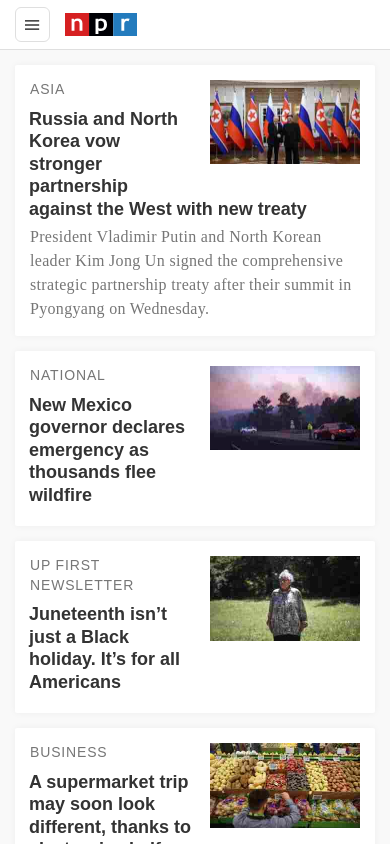 npr
ASIA
Russia and North
Korea vow
stronger
partnership
against the West with new treaty
President Vladimir Putin and North Korean
leader Kim Jong Un signed the comprehensive
strategic partnership treaty after their summit in
Pyongyang on Wednesday.
NATIONAL
New Mexico
governor declares
emergency as
thousands flee
wildfire
UP FIRST
NEWSLETTER
Juneteenth isn’t
just a Black
holiday. It’s for all
Americans
BUSINESS
A supermarket trip
may soon look
different, thanks to